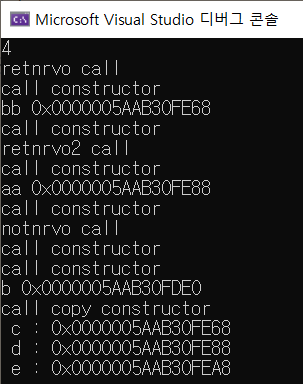 Microsoft Visual Studio 디버그 콘솔
4
retnrvo call
call constructor
bb 0x0000005AAB30FE68
call constructor
retnrvo2 call
call constructor
aa 0x0000005AAB30FE88
call constructor
notnrvo call
call constructor
call constructor
b 0x0000005AAB30FDE0
call copy constructor
c : 0x0000005AAB30FE68
d : 0x0000005AAB30FE88
e : 0x0000005AAB30FEA8